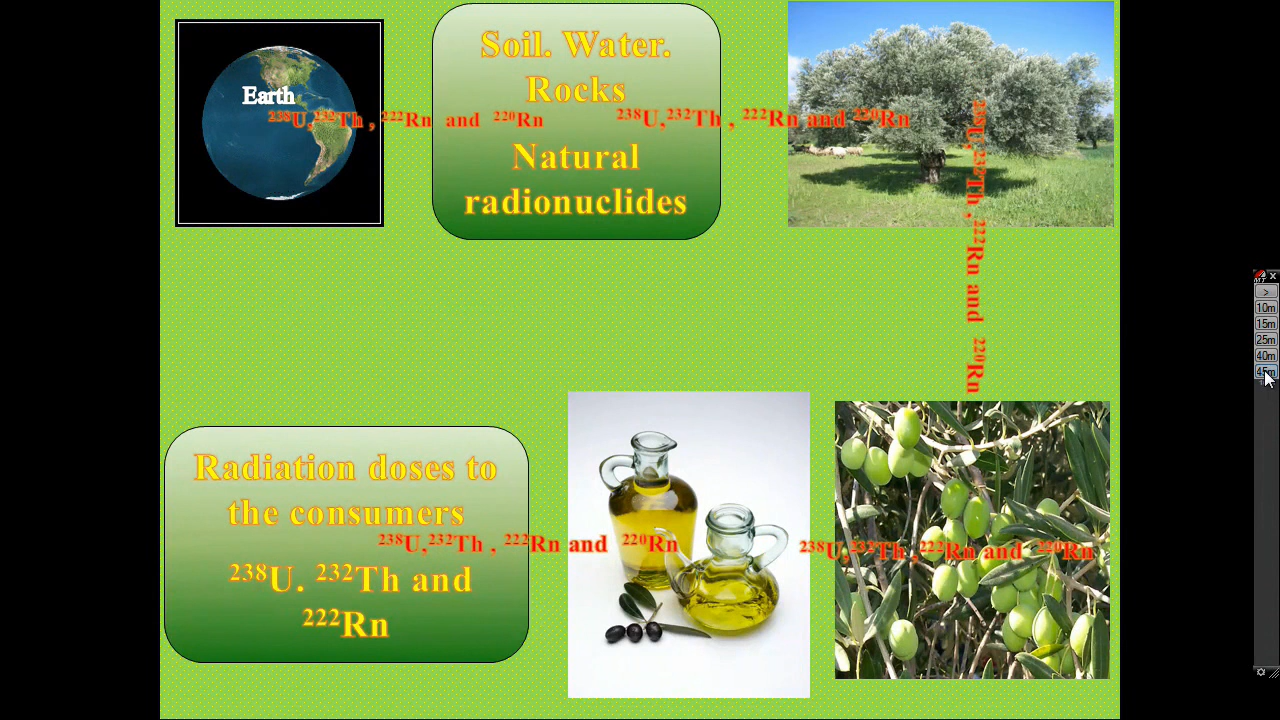 Earth
Soil. Water.
Rocks
²³⁸U,²³²Th , ²²²Rn and ²²⁰Rn
²³⁸U,²³²Th , ²²²Rn and ²²⁰Rn
Natural
radionuclides
²³⁸U,²³²Th , ²²²Rn and ²²⁰Rn
Radiation doses to
the consumers
²³⁸U,²³²Th , ²²²Rn and ²²⁰Rn
²³⁸U,²³²Th ,²²²Rn and ²²⁰Rn
²³⁸U. ²³²Th and
²²²Rn
MT
>
10m
15m
25m
40m
45m